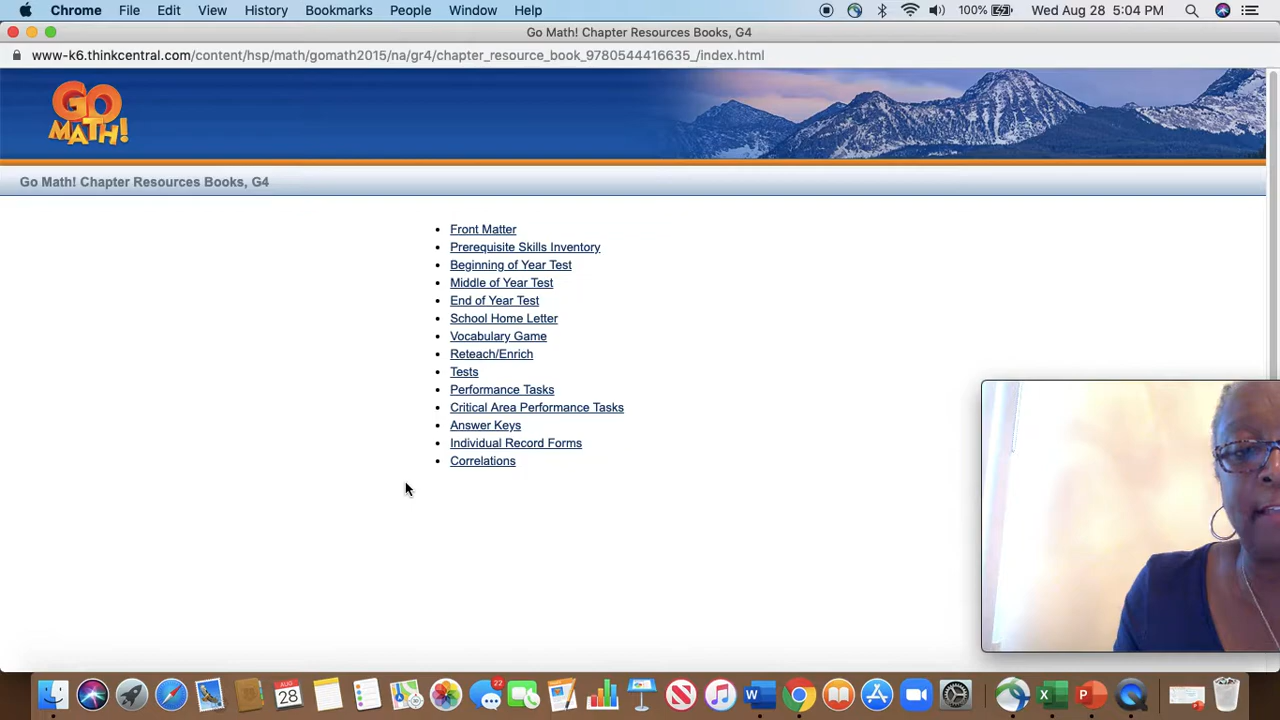 Chrome File Edit View History Bookmarks People Window Help 100% Wed Aug 28 5:04 PM
Go Math! Chapter Resources Books, G4
www-k6.thinkcentral.com/content/hsp/math/gomath2015/na/gr4/chapter_resource_book_9780544416635_/index.html
GO
MATH!
Go Math! Chapter Resources Books, G4
Front Matter
Prerequisite Skills Inventory
Beginning of Year Test
Middle of Year Test
End of Year Test
School Home Letter
Vocabulary Game
Reteach/Enrich
Tests
Performance Tasks
Critical Area Performance Tasks
Answer Keys
Individual Record Forms
Correlations
22
AUG
28
W
X
P